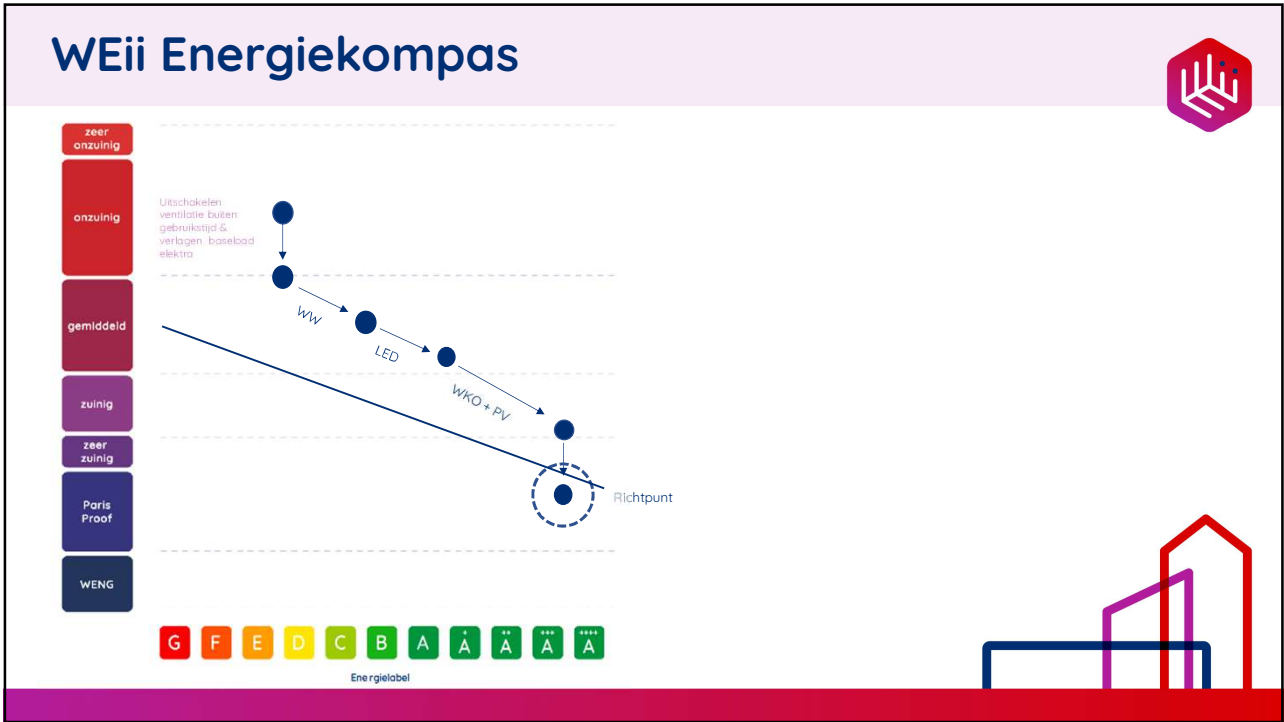 WEii Energiekompas
zeer
onzuinig
onzuinig
gemiddeld
zuinig
zeer
zuinig
Paris
Proof
WENG
Uitschakelen
ventilatie buiten
gebruikstijd &
verlagen baseload
elektra
WW
LED
WKO + PV
Richtpunt
G F E D C B A A+ A++ A+++ A++++
Energielabel